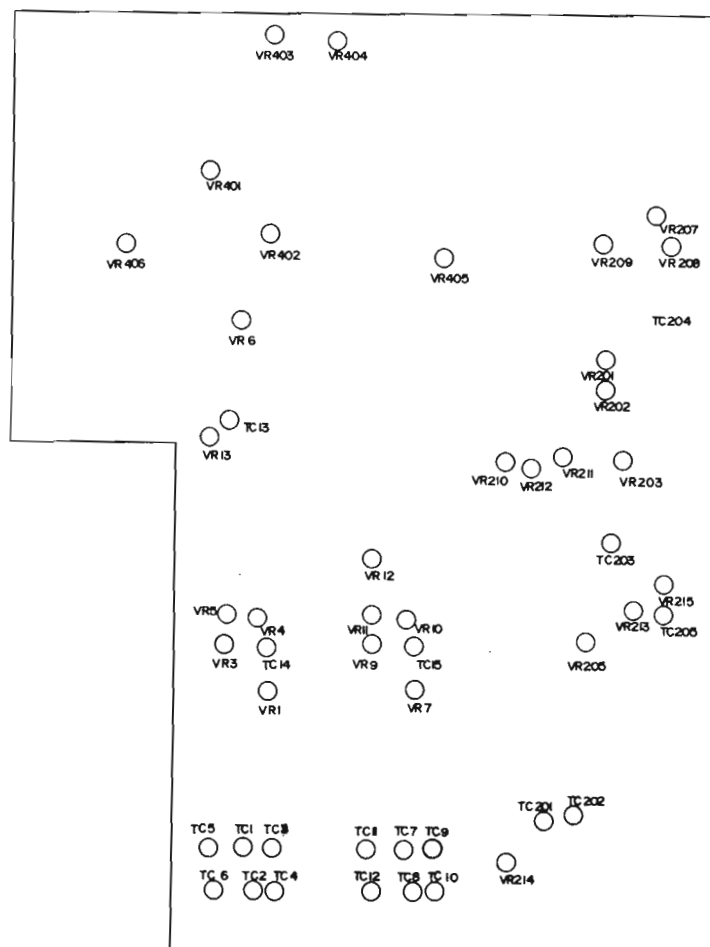 VR403 VR404
VR401
VR207
VR406 VR402 VR405 VR209 VR208
TC204
VR6
VR201
VR202
TC13
VR13
VR210 VR212 VR211 VR203
TC203
VR12
VR215
VR5 VR4 VR11 VR10 VR213 TC205
VR3 TC14 VR9 TC15 VR205
VR1 VR7
TC201 TC202
TC5 TC1 TC3 TC11 TC7 TC9
VR214
TC6 TC2 TC4 TC12 TC8 TC10